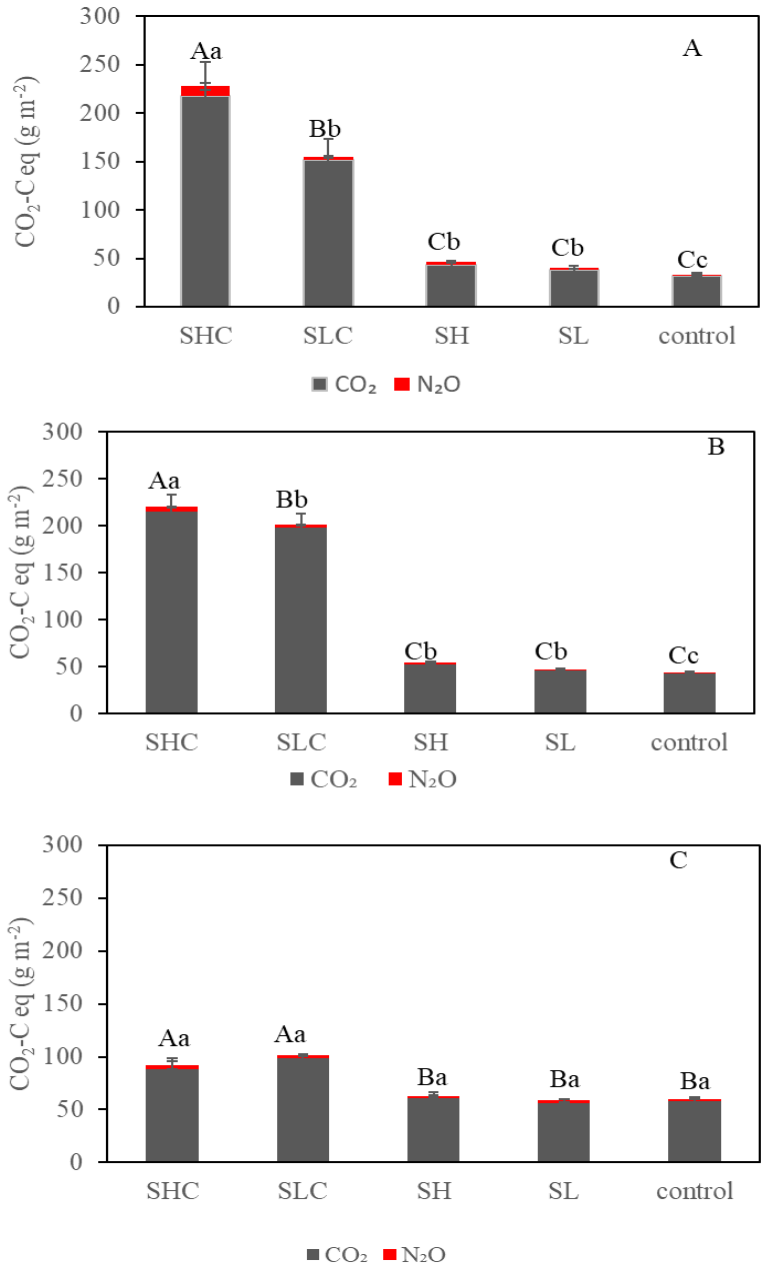 300
Aa
A
250
200
Bb
150
100
50
Cb
Cb
Cc
0
CO₂-C eq (g m⁻²)
SHC SLC SH SL control
CO₂ N₂O
300
B
250
Aa
Bb
200
150
100
50
Cb
Cb
Cc
0
CO₂-C eq (g m⁻²)
SHC SLC SH SL control
CO₂ N₂O
300
C
250
200
150
100
Aa
Aa
50
Ba
Ba
Ba
0
CO₂-C eq (g m⁻²)
SHC SLC SH SL control
CO₂ N₂O